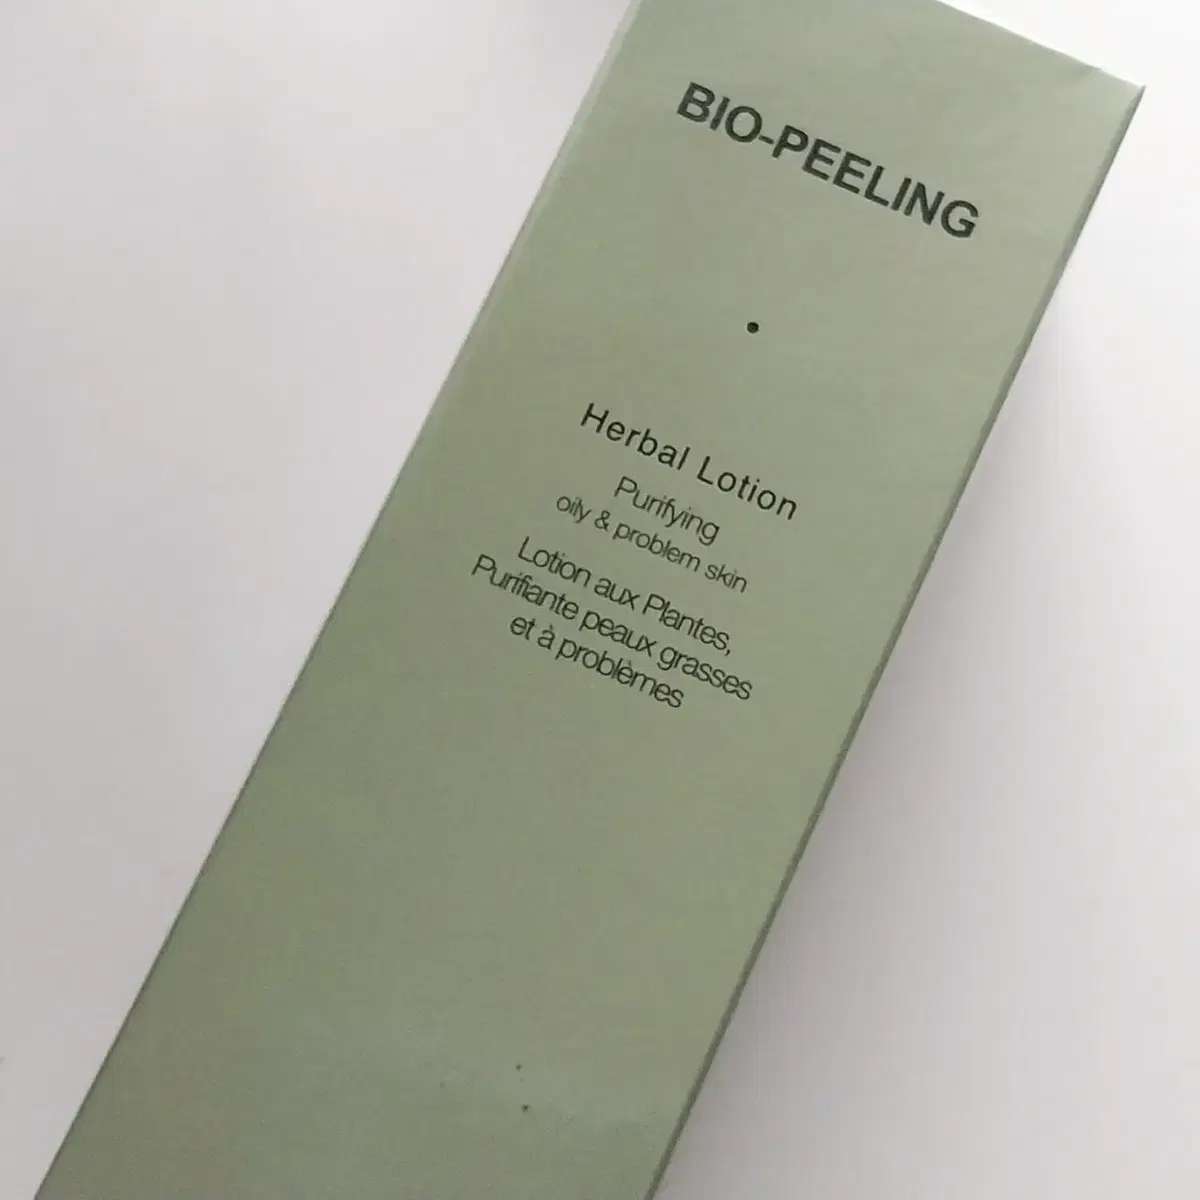 BIO-PEELING
Herbal Lotion
Purifying
oily & problem skin
Lotion aux Plantes,
Purifiante peaux grasses
et à problèmes